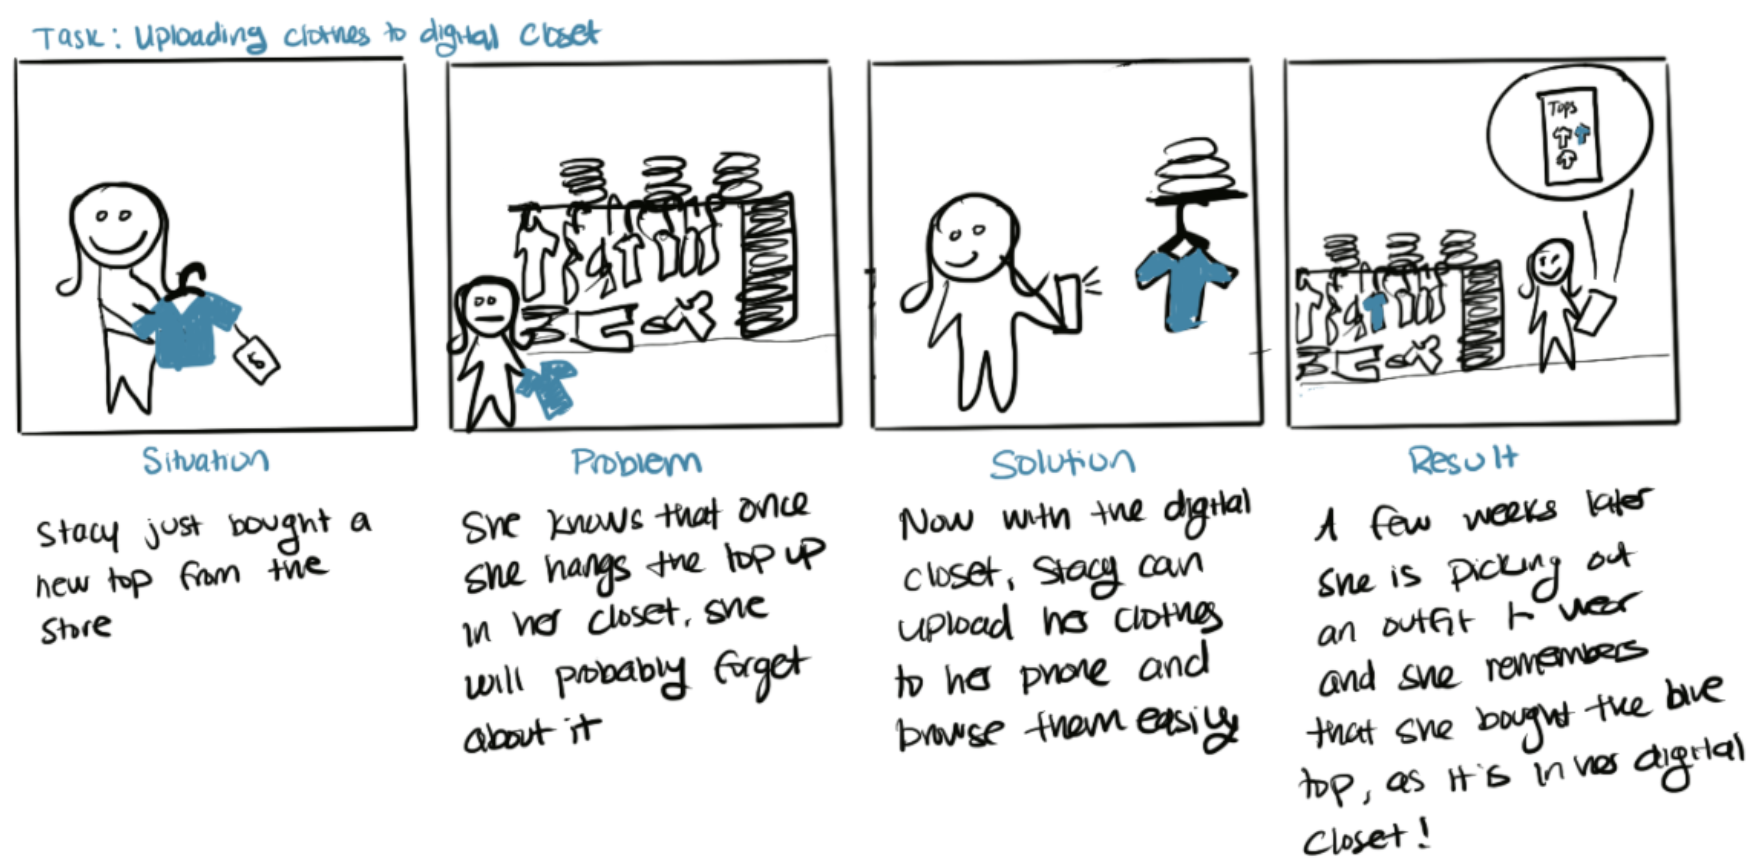 Task: Uploading clothes to digital closet
Tops
Situation
Stacy just bought a
new top from the
store
Problem
She knows that once
she hangs the top up
in her closet, she
will probably forget
about it
Solution
Now with the digital
closet, Stacy can
upload her clothes
to her phone and
browse them easily
Result
A few weeks later
she is picking out
an outfit to wear
and she remembers
that she bought the blue
top, as it is in her digital
closet!